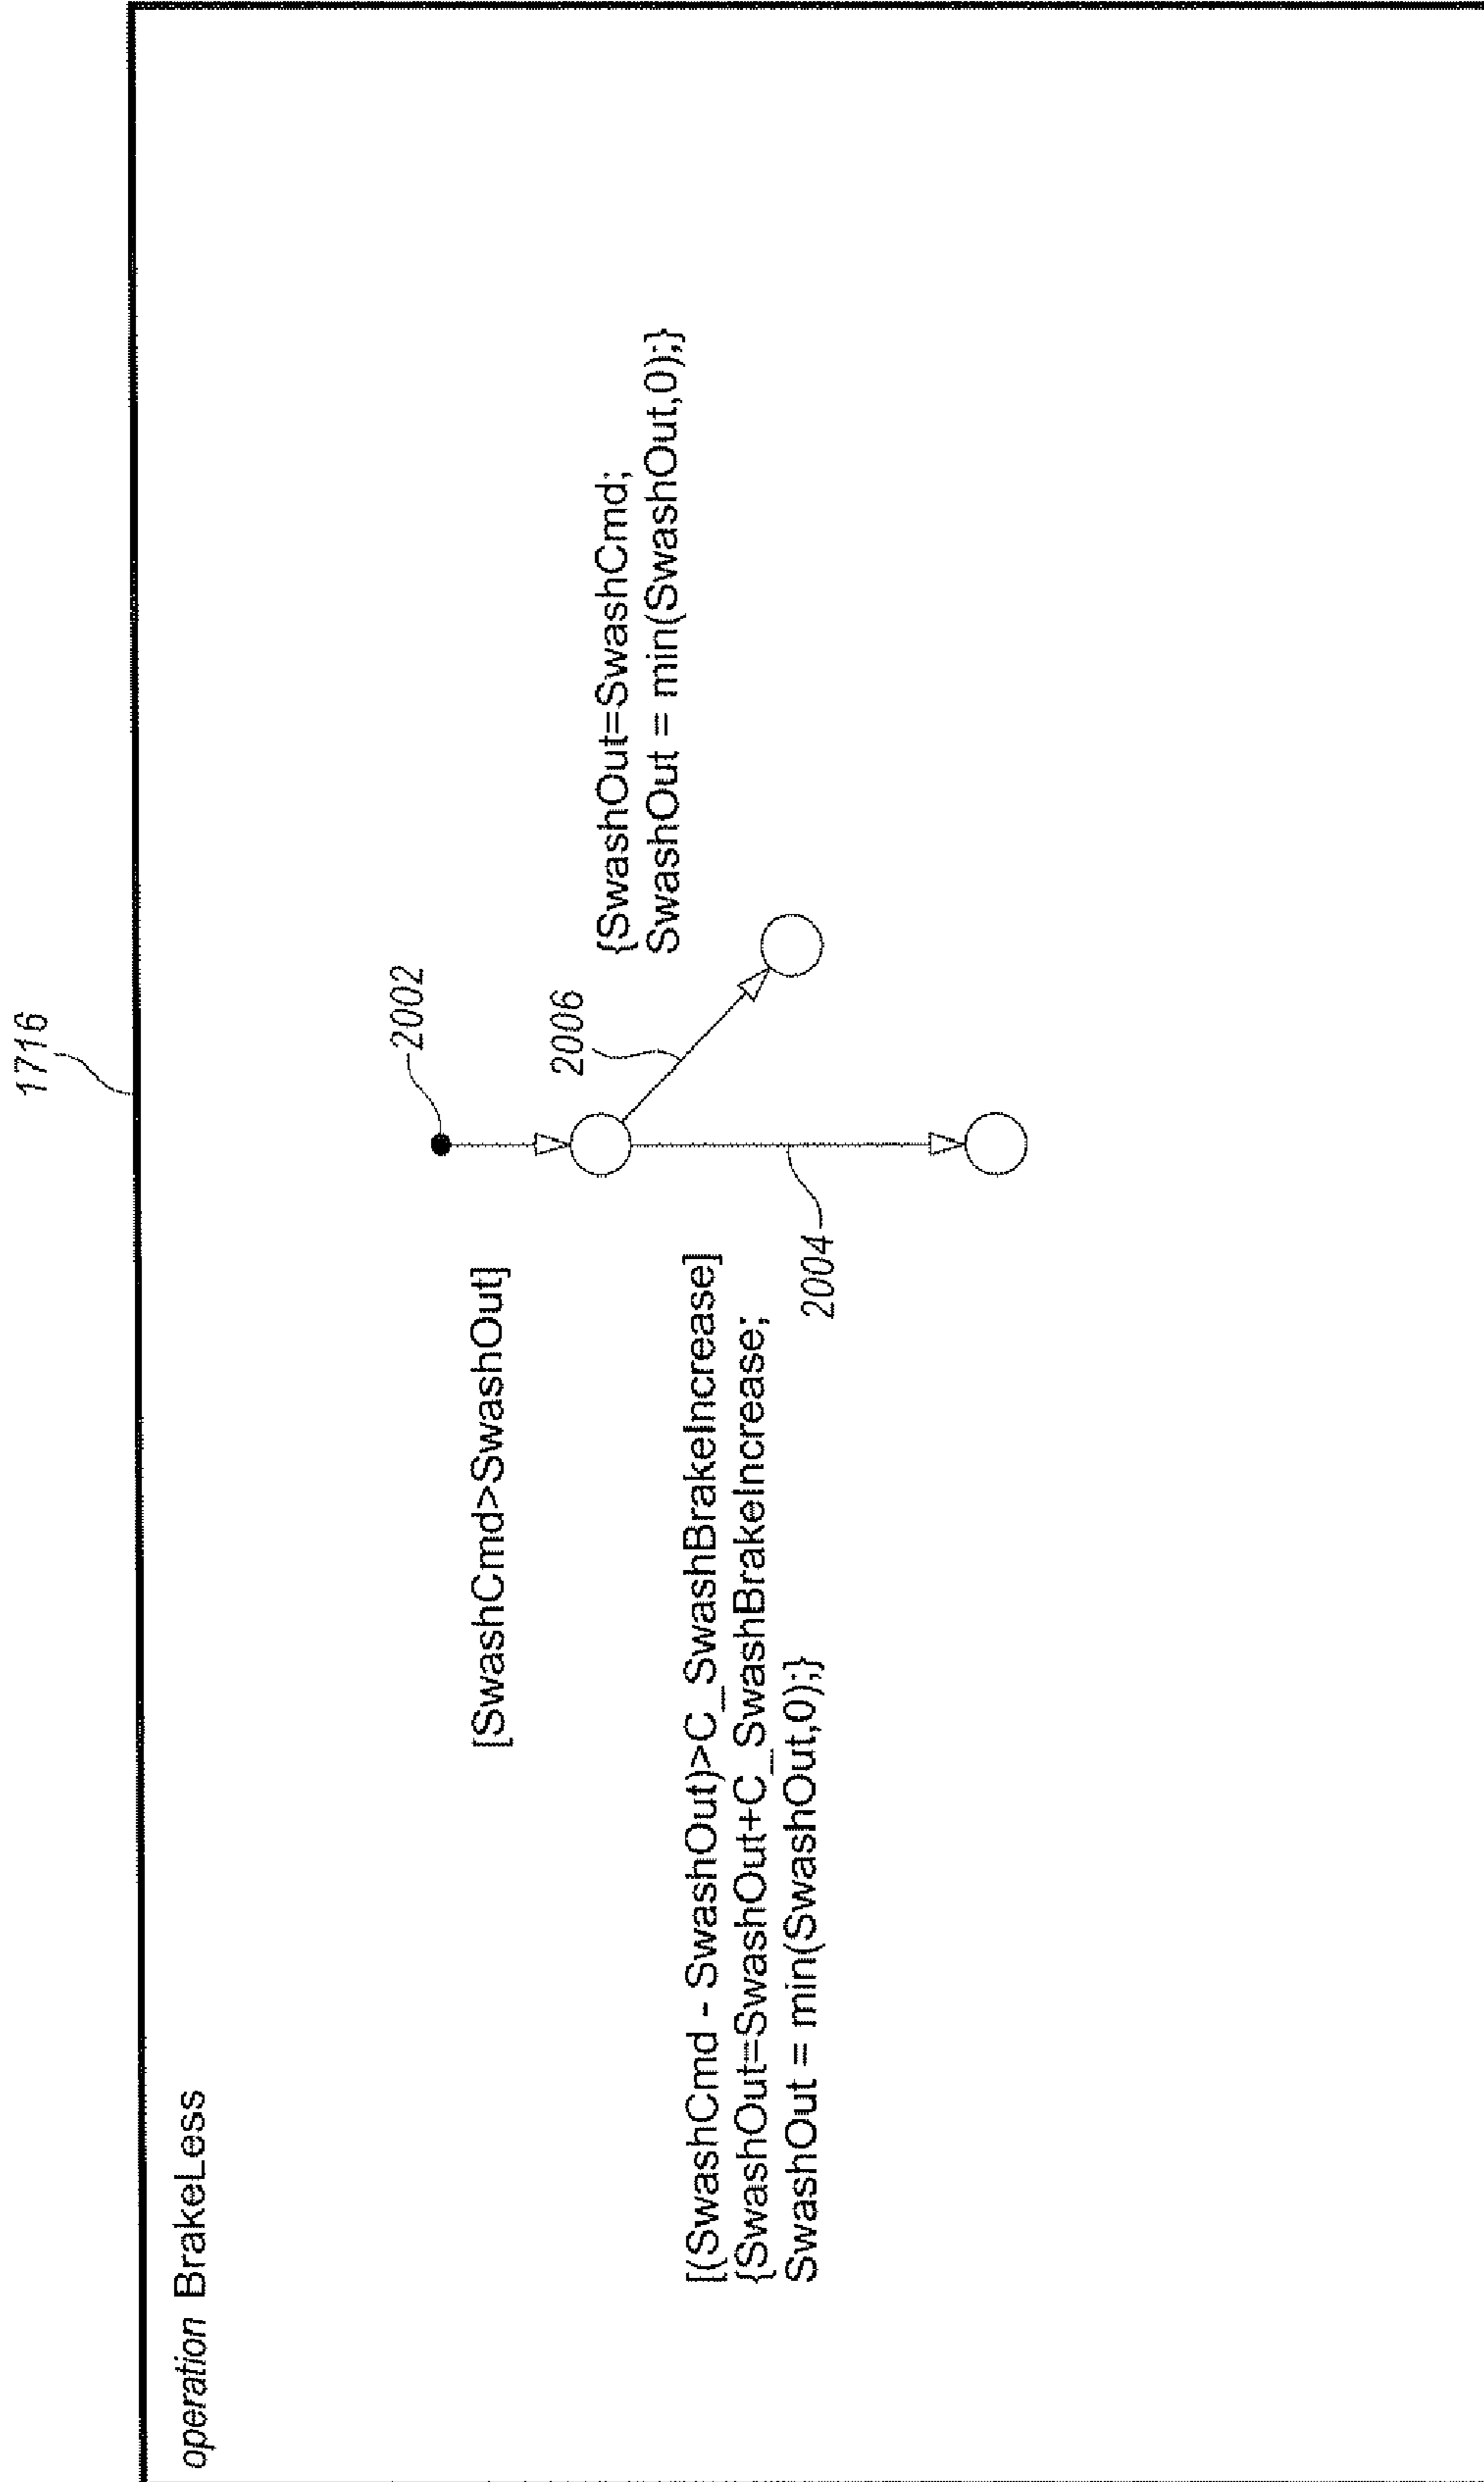 1716
operation BrakeLess
2002
[SwashCmd>SwashOut]
2006
{SwashOut=SwashCmd;
SwashOut = min(SwashOut,0);}
[(SwashCmd - SwashOut)>C_SwashBrakeIncrease]
{SwashOut=SwashOut+C_SwashBrakeIncrease;
SwashOut = min(SwashOut,0);}
2004